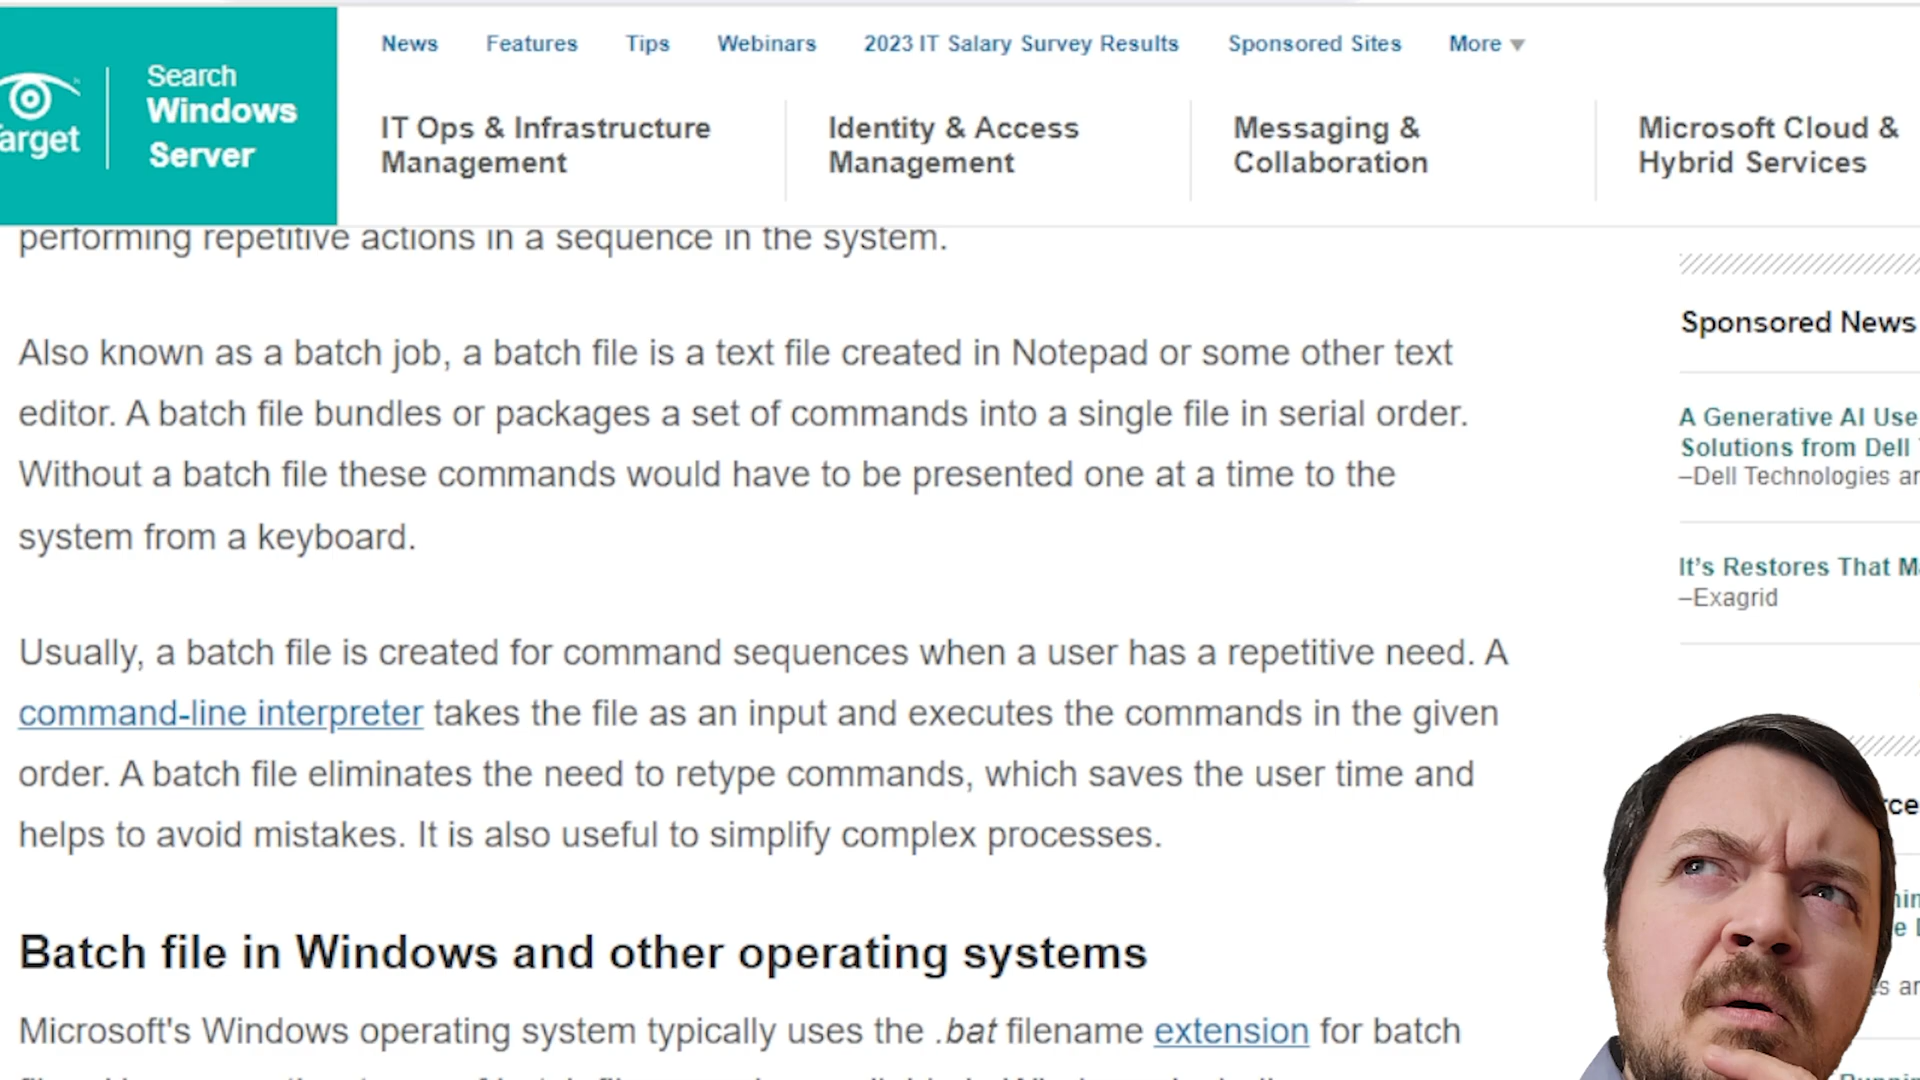 News Features Tips Webinars 2023 IT Salary Survey Results Sponsored Sites More
Search
Windows
Server
arget
IT Ops & Infrastructure
Management
Identity & Access
Management
Messaging &
Collaboration
Microsoft Cloud &
Hybrid Services
performing repetitive actions in a sequence in the system.
Also known as a batch job, a batch file is a text file created in Notepad or some other text
editor. A batch file bundles or packages a set of commands into a single file in serial order.
Without a batch file these commands would have to be presented one at a time to the
system from a keyboard.
Usually, a batch file is created for command sequences when a user has a repetitive need. A
command-line interpreter takes the file as an input and executes the commands in the given
order. A batch file eliminates the need to retype commands, which saves the user time and
helps to avoid mistakes. It is also useful to simplify complex processes.
Batch file in Windows and other operating systems
Microsoft's Windows operating system typically uses the .bat filename extension for batch
Sponsored News
A Generative AI Use
Solutions from Dell
–Dell Technologies
It's Restores That
–Exagrid